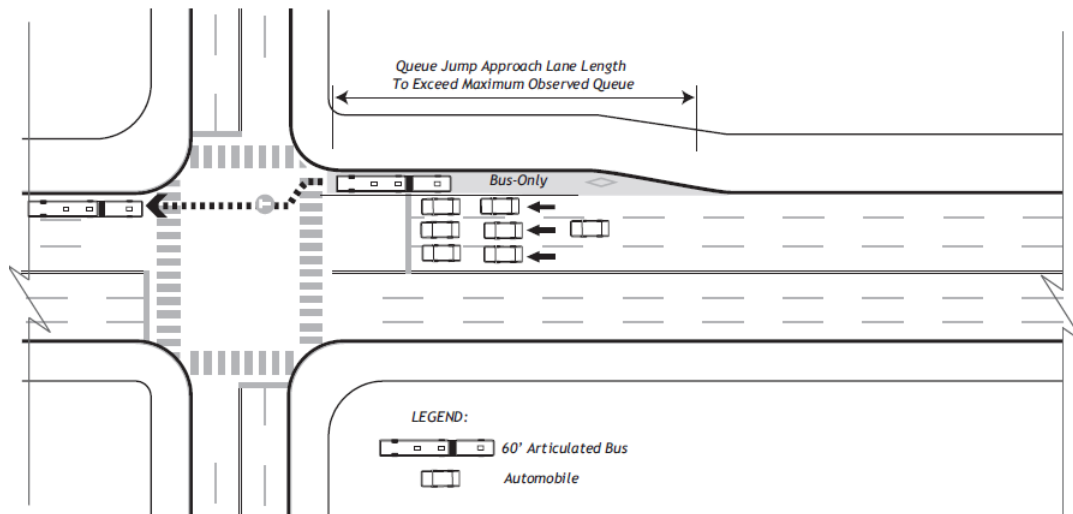 Queue Jump Approach Lane Length
To Exceed Maximum Observed Queue
Bus-Only
LEGEND:
60’ Articulated Bus
Automobile